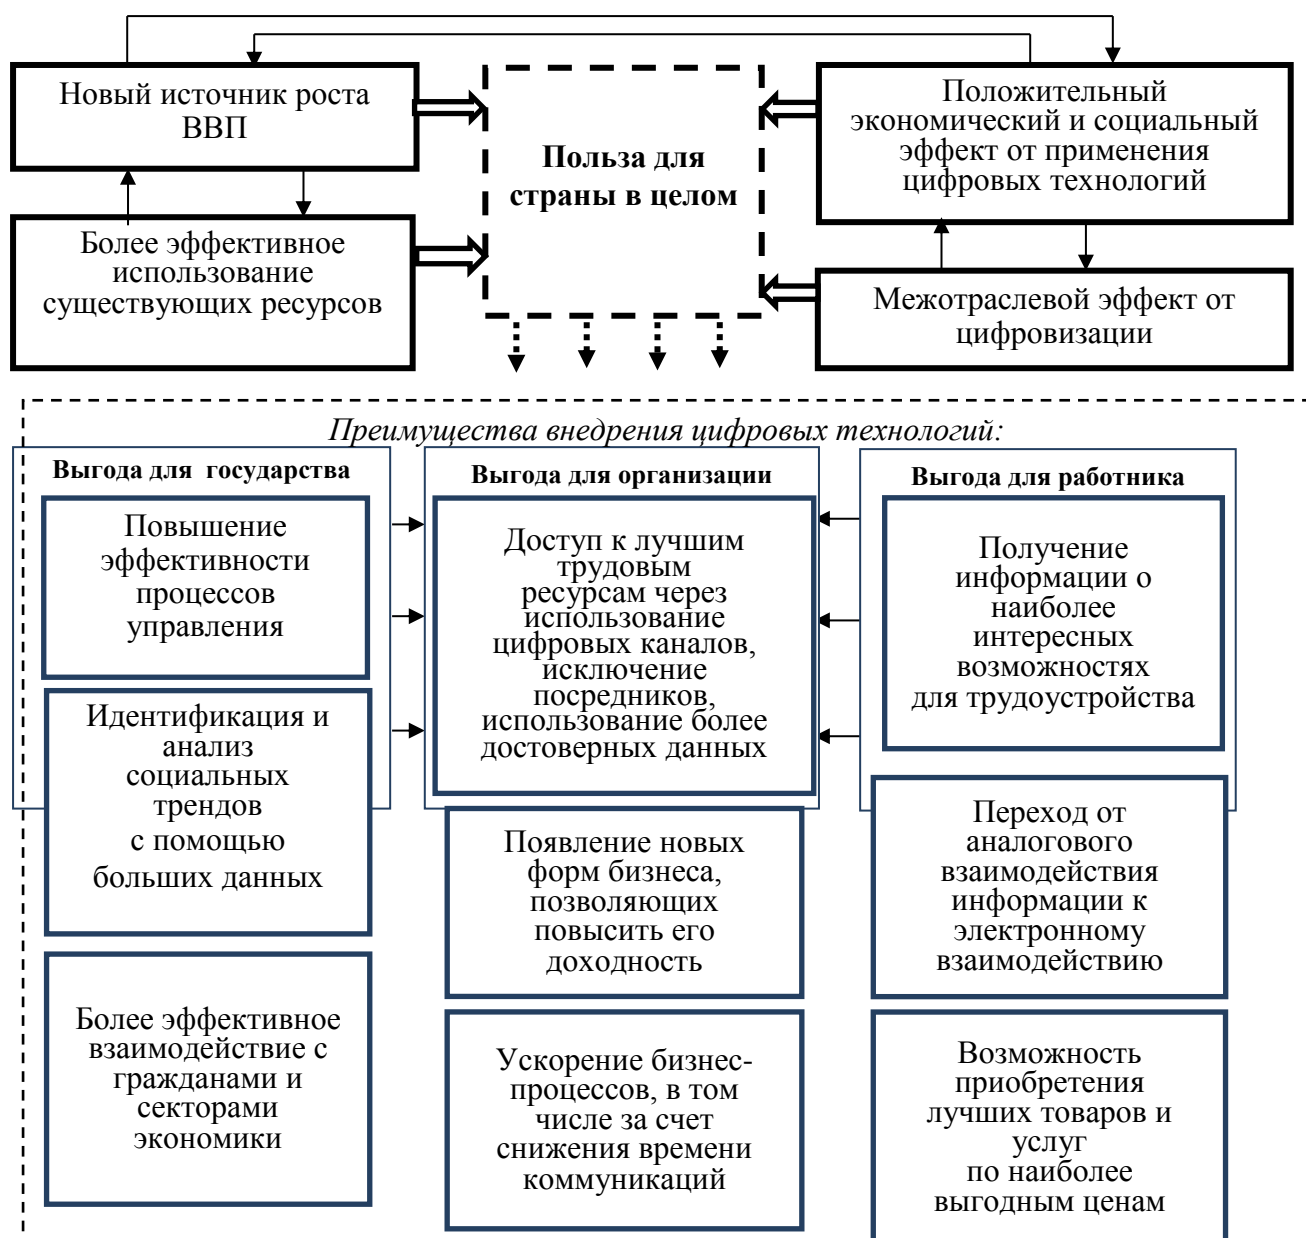 Новый источник роста
ВВП
Польза для
страны в целом
Положительный
экономический и социальный
эффект от применения
цифровых технологий
Более эффективное
использование
существующих ресурсов
Межотраслевой эффект от
цифровизации
Преимущества внедрения цифровых технологий:
Выгода для государства
Повышение
эффективности
процессов
управления
Идентификация и
анализ
социальных
трендов
с помощью
больших данных
Более эффективное
взаимодействие с
гражданами и
секторами
экономики
Выгода для организации
Доступ к лучшим
трудовым
ресурсам через
использование
цифровых каналов,
исключение
посредников,
использование более
достоверных данных
Появление новых
форм бизнеса,
позволяющих
повысить его
доходность
Ускорение бизнес-
процессов, в том
числе за счет
снижения времени
коммуникаций
Выгода для работника
Получение
информации о
наиболее
интересных
возможностях
для трудоустройства
Переход от
аналогового
взаимодействия
информации к
электронному
взаимодействию
Возможность
приобретения
лучших товаров и
услуг
по наиболее
выгодным ценам